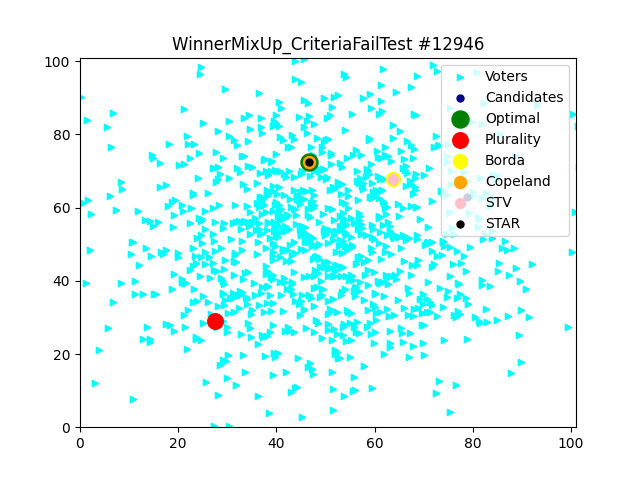 WinnerMixUp_CriteriaFailTest #12946
Voters
Candidates
Optimal
Plurality
Borda
Copeland
STV
STAR
100
80
60
40
20
0
0 20 40 60 80 100